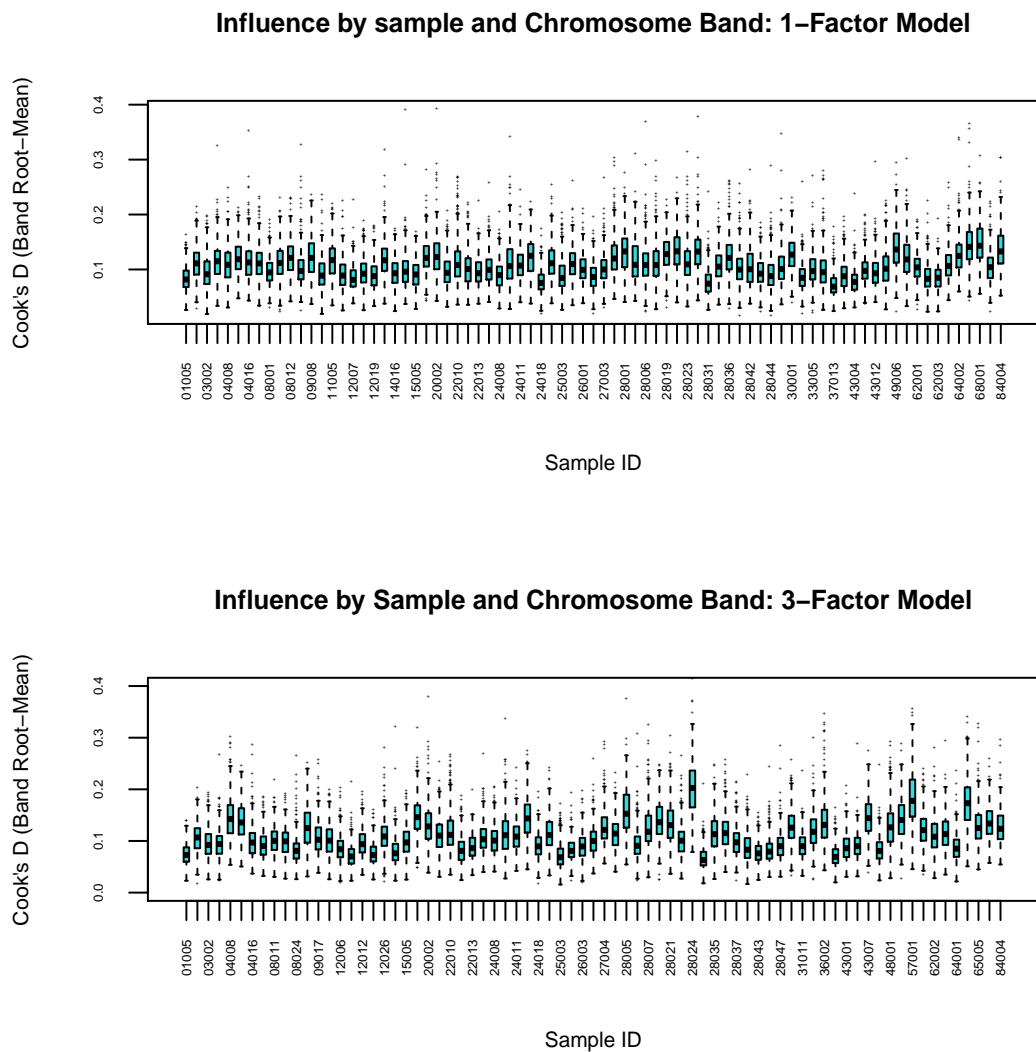 Influence by sample and Chromosome Band: 1−Factor Model
Cook's D (Band Root−Mean)
0.4
0.3
0.2
0.1
01005 03002 04008 04016 08001 08012 09008 11005 12007 12019 14016 15005 20002 22010 22013 24008 24011 24018 25003 26001 27003 28001 28006 28019 28023 28031 28036 28042 28044 30001 33005 37013 43004 43012 49006 62001 62003 64002 68001 84004
Sample ID
Influence by Sample and Chromosome Band: 3−Factor Model
Cook's D (Band Root−Mean)
0.4
0.3
0.2
0.1
0.0
01005 03002 04008 04016 08011 08024 09017 12006 12012 12026 15005 20002 22010 22013 24008 24011 24018 25003 26003 27004 28005 28007 28021 28024 28035 28037 28043 28047 31011 36002 43001 43007 48001 57001 62002 64001 65005 84004
Sample ID